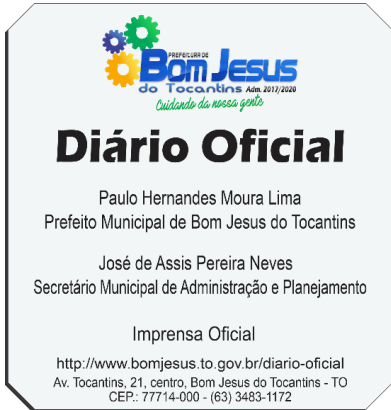 PREFEITURA DE
Bom Jesus
do Tocantins Adm. 2017/2020
Cuidando da nossa gente
Diário Oficial
Paulo Hernandes Moura Lima
Prefeito Municipal de Bom Jesus do Tocantins
José de Assis Pereira Neves
Secretário Municipal de Administração e Planejamento
Imprensa Oficial
http://www.bomjesus.to.gov.br/diario-oficial
Av. Tocantins, 21, centro, Bom Jesus do Tocantins - TO
CEP.: 77714-000 - (63) 3483-1172